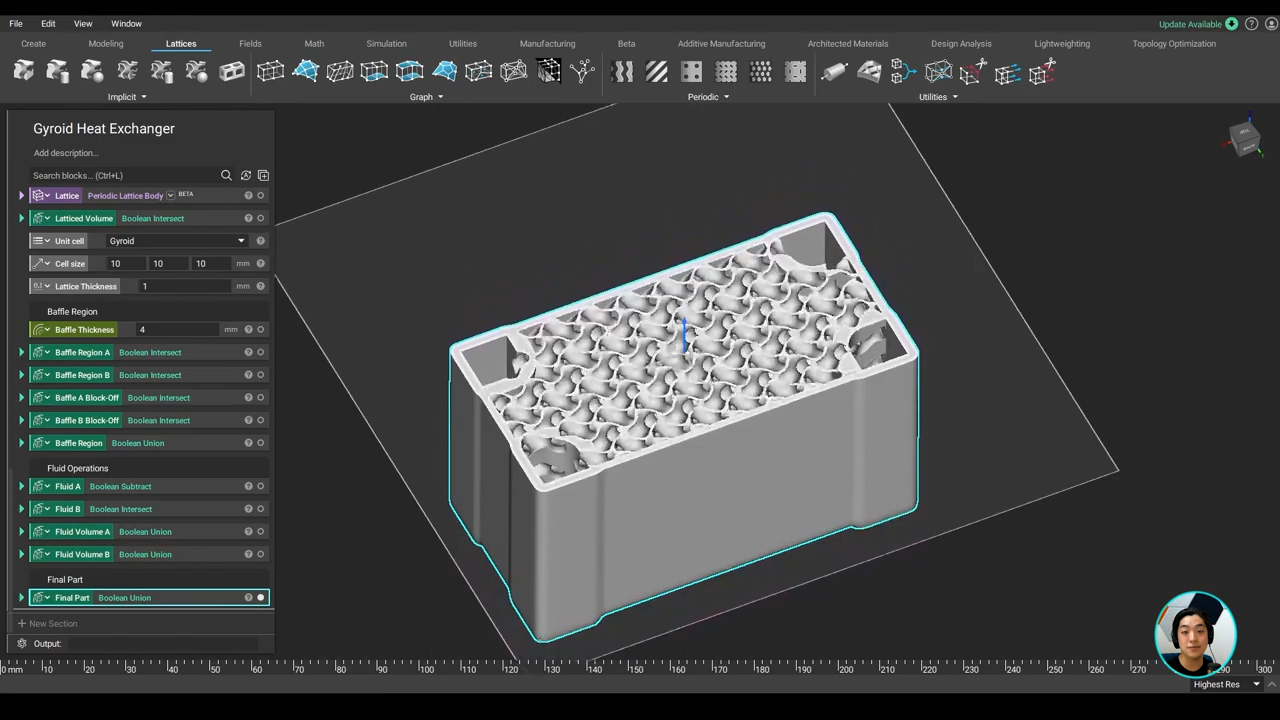 File Edit View Window Update Available
Create Modeling Lattices Fields Math Simulation Utilities Manufacturing Beta Additive Manufacturing Architected Materials Design Analysis Lightweighting Topology Optimization
Implicit Graph Periodic Utilities
Gyroid Heat Exchanger
Add description...
Search blocks... (Ctrl+L)
Lattice Periodic Lattice Body BETA
Latticed Volume Boolean Intersect
Unit cell Gyroid
Cell size 10 10 10 mm
0.1 Lattice Thickness 1 mm
Baffle Region
Baffle Thickness 4 mm
Baffle Region A Boolean Intersect
Baffle Region B Boolean Intersect
Baffle A Block-Off Boolean Intersect
Baffle B Block-Off Boolean Intersect
Baffle Region Boolean Union
Fluid Operations
Fluid A Boolean Subtract
Fluid B Boolean Intersect
Fluid Volume A Boolean Union
Fluid Volume B Boolean Union
Final Part
Final Part Boolean Union
New Section
Output:
0 mm 10 20 30 40 50 60 70 80 90 100 110 120 130 140 150 160 170 180 190 200 210 220 230 240 250 260 270 280 290 300
Highest Res